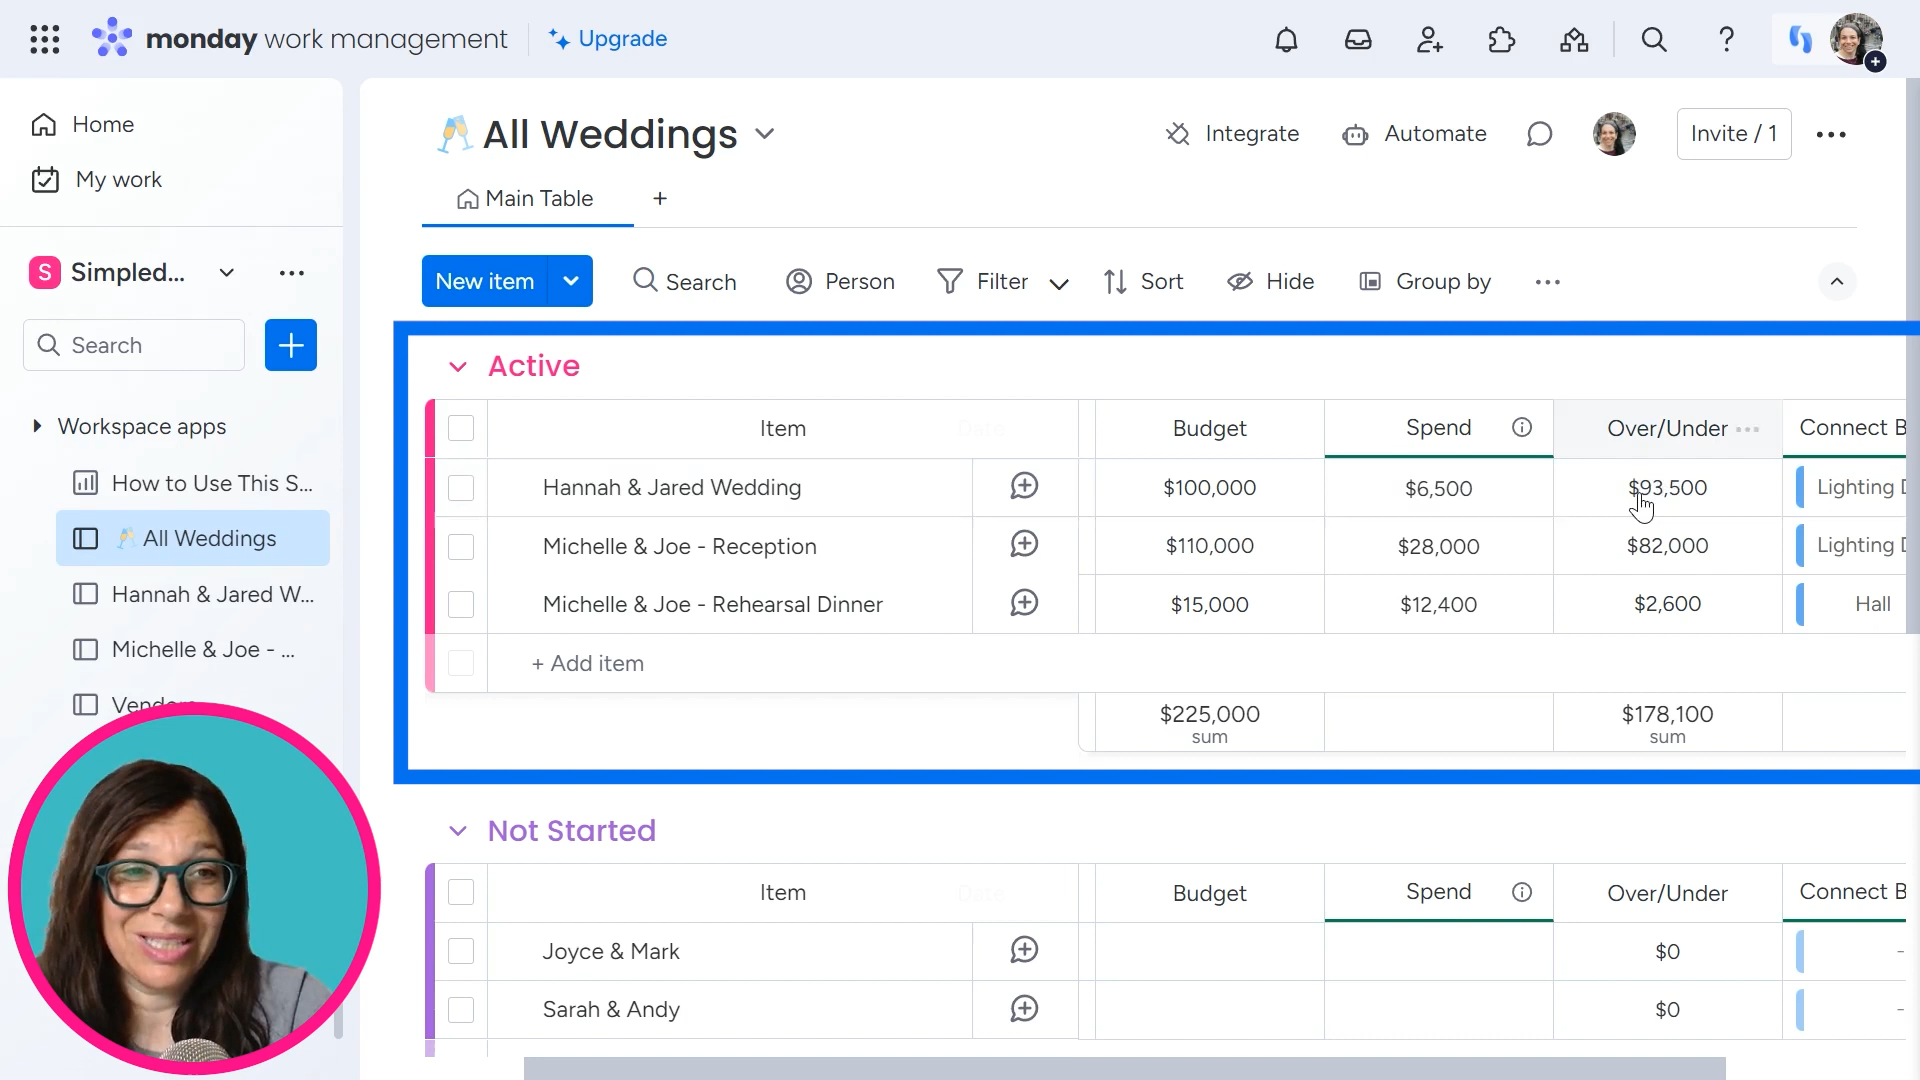 monday work management
Upgrade
Home
My work
S
Simpled...
Search
Workspace apps
How to Use This S...
All Weddings
Hannah & Jared W...
Michelle & Joe - ...
All Weddings
Integrate
Automate
Invite / 1
Main Table
+
New item
Search
Person
Filter
Sort
Hide
Group by
Active
Item Date Budget Spend Over/Under Connect B
Hannah & Jared Wedding $100,000 $6,500 $93,500 Lighting D
Michelle & Joe - Reception $110,000 $28,000 $82,000 Lighting D
Michelle & Joe - Rehearsal Dinner $15,000 $12,400 $2,600 Hall
+ Add item
$225,000 $178,100
sum sum
Not Started
Item Date Budget Spend Over/Under Connect B
Joyce & Mark $0 -
Sarah & Andy $0 -